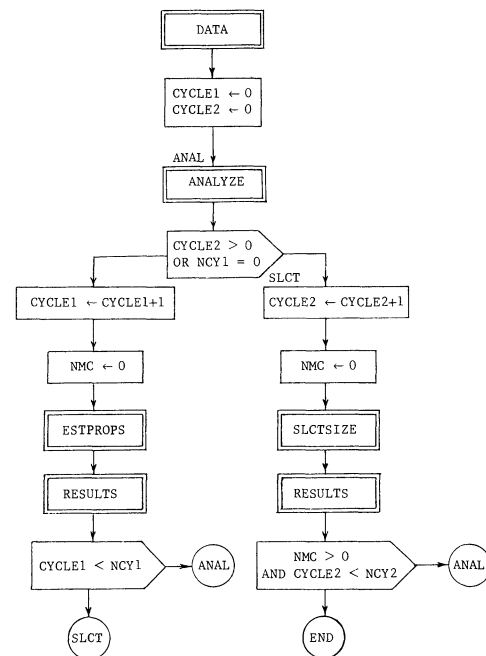 DATA
CYCLE1 ← 0
CYCLE2 ← 0
ANAL
ANALYZE
CYCLE2 > 0
OR NCY1 = 0
SLCT
CYCLE1 ← CYCLE1+1
CYCLE2 ← CYCLE2+1
NMC ← 0
NMC ← 0
ESTPROPS
SLCTSIZE
RESULTS
RESULTS
CYCLE1 < NCY1
ANAL
NMC > 0
AND CYCLE2 < NCY2
ANAL
SLCT
END